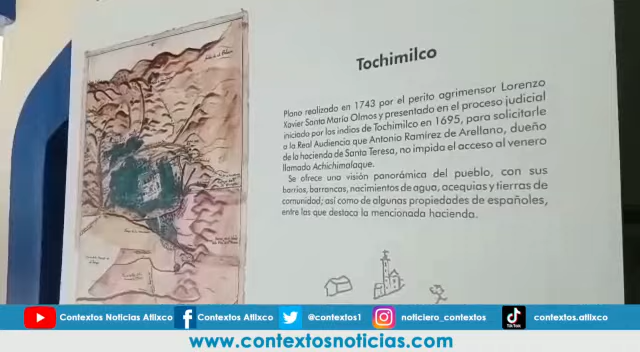 Tochimilco
Plano realizado en 1743 por el perito agrimensor Lorenzo
Xavier Santa María Olmos y presentado en el proceso judicial
iniciado por los indios de Tochimilco en 1695, para solicitarle
a la Real Audiencia que Antonio Ramírez de Arellano, dueño
de la hacienda de Santa Teresa, no impida el acceso al venero
llamado Achichimalaque.
Se ofrece una visión panorámica del pueblo, con sus
barrios, barrancas, nacimientos de agua, acequias y tierras de
comunidad; así como de algunas propiedades de españoles,
entre las que destaca la mencionada hacienda.
Contextos Noticias Atlixco
Contextos Atlixco
@contextos1
noticiero_contextos
TikTok
contextos.atlixco
www.contextosnoticias.com